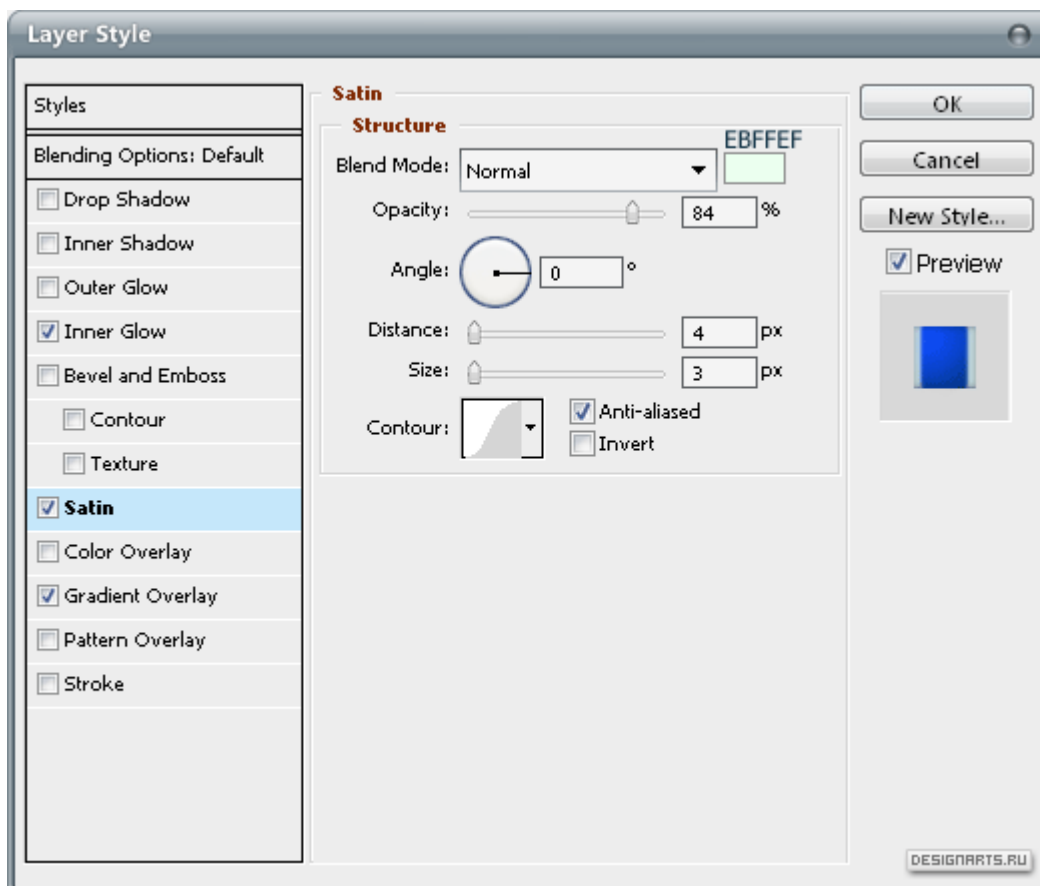 Layer Style
Styles
Blending Options: Default
Drop Shadow
Inner Shadow
Outer Glow
Inner Glow
Bevel and Emboss
Contour
Texture
Satin
Color Overlay
Gradient Overlay
Pattern Overlay
Stroke
Satin
Structure
EBFFEF
Blend Mode: Normal
Opacity: 84 %
Angle: 0 °
Distance: 4 px
Size: 3 px
Contour:
Anti-aliased
Invert
OK
Cancel
New Style...
Preview
DESIGNARTS.RU